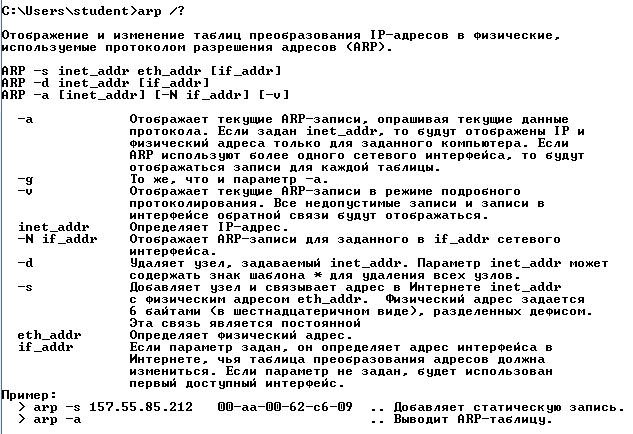 C:\Users\student>arp /?
Отображение и изменение таблиц преобразования IP-адресов в физические,
используемые протоколом разрешения адресов (ARP).
ARP -s inet_addr eth_addr [if_addr]
ARP -d inet_addr [if_addr]
ARP -a [inet_addr] [-N if_addr] [-v]
-a Отображает текущие ARP-записи, опрашивая текущие данные
протокола. Если задан inet_addr, то будут отображены IP и
физический адреса только для заданного компьютера. Если
ARP используют более одного сетевого интерфейса, то будут
отображаться записи для каждой таблицы.
-g То же, что и параметр -a.
-v Отображает текущие ARP-записи в режиме подробного
протоколирования. Все недопустимые записи и записи в
интерфейсе обратной связи будут отображаться.
inet_addr Определяет IP-адрес.
-N if_addr Отображает ARP-записи для заданного в if_addr сетевого
интерфейса.
-d Удаляет узел, задаваемый inet_addr. Параметр inet_addr может
содержать знак шаблона * для удаления всех узлов.
-s Добавляет узел и связывает адрес в Интернете inet_addr
с физическим адресом eth_addr. Физический адрес задается
6 байтами (в шестнадцатеричном виде), разделенных дефисом.
Эта связь является постоянной
eth_addr Определяет физический адрес.
if_addr Если параметр задан, он определяет адрес интерфейса в
Интернете, чья таблица преобразования адресов должна
измениться. Если параметр не задан, будет использован
первый доступный интерфейс.
Пример:
> arp -s 157.55.85.212 00-aa-00-62-c6-09 .. Добавляет статическую запись.
> arp -a .. Выводит ARP-таблицу.